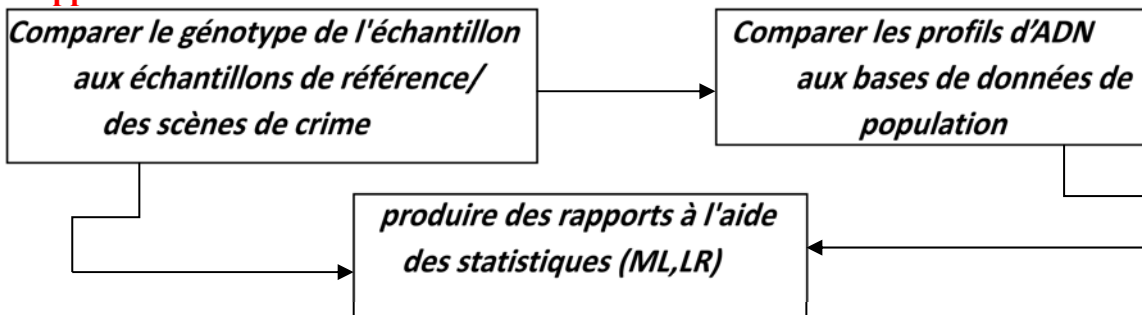 Comparer le génotype de l'échantillon
aux échantillons de référence/
des scènes de crime
Comparer les profils d’ADN
aux bases de données de
population
produire des rapports à l'aide
des statistiques (ML,LR)